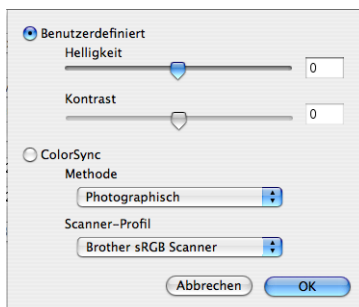 Benutzerdefiniert
Helligkeit
0
Kontrast
0
ColorSync
Methode
Photographisch
Scanner-Profil
Brother sRGB Scanner
Abbrechen OK